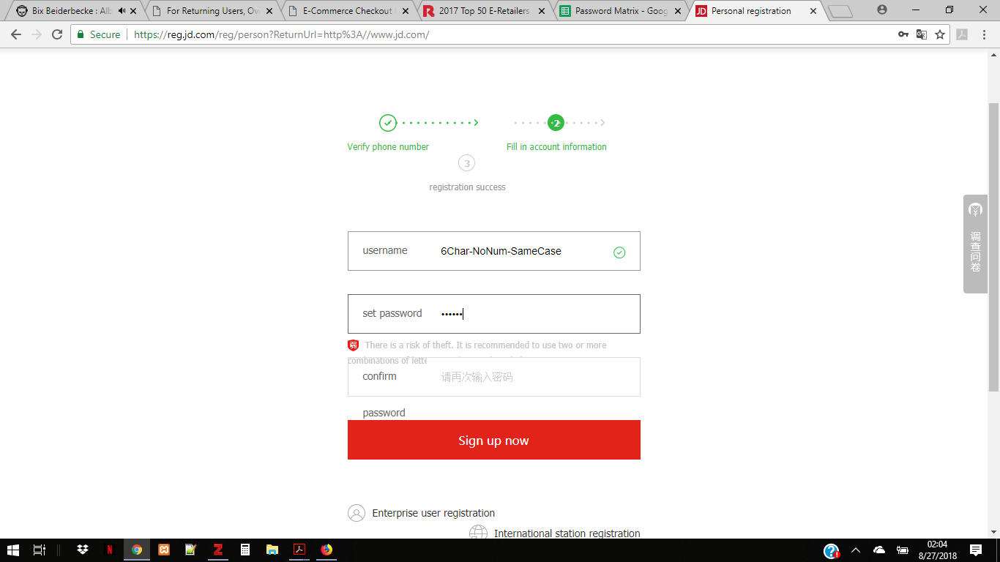 Bix Beiderbecke : Alb
For Returning Users, Ov
E-Commerce Checkout
2017 Top 50 E-Retailers
Password Matrix - Goog
JD Personal registration
Secure https://reg.jd.com/reg/person?ReturnUrl=http%3A//www.jd.com/
2
Verify phone number
Fill in account information
3
registration success
username 6Char-NoNum-SameCase
set password ••••••
弱 There is a risk of theft. It is recommended to use two or more
combinations of lette
confirm 请再次输入密码
password
Sign up now
Enterprise user registration
International station registration
调查问卷
02:04
8/27/2018